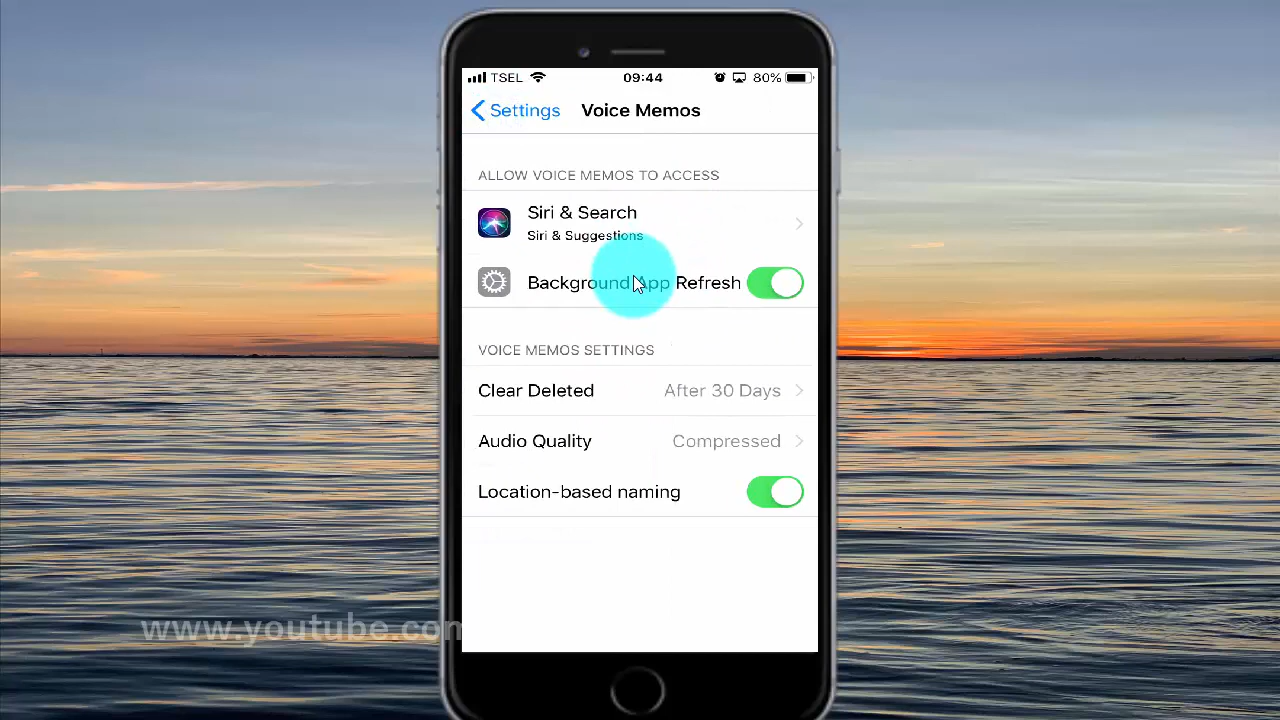 TSEL 09:44 80%
Settings Voice Memos
ALLOW VOICE MEMOS TO ACCESS
Siri & Search
Siri & Suggestions
Background App Refresh
VOICE MEMOS SETTINGS
Clear Deleted After 30 Days
Audio Quality Compressed
Location-based naming
www.youtube.com